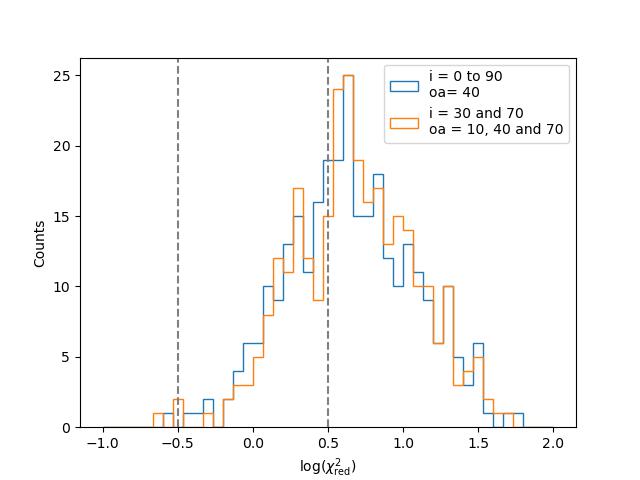 25
20
15
10
5
0
Counts
i = 0 to 90
oa= 40
i = 30 and 70
oa = 10, 40 and 70
−1.0 −0.5 0.0 0.5 1.0 1.5 2.0
log(χ²red)